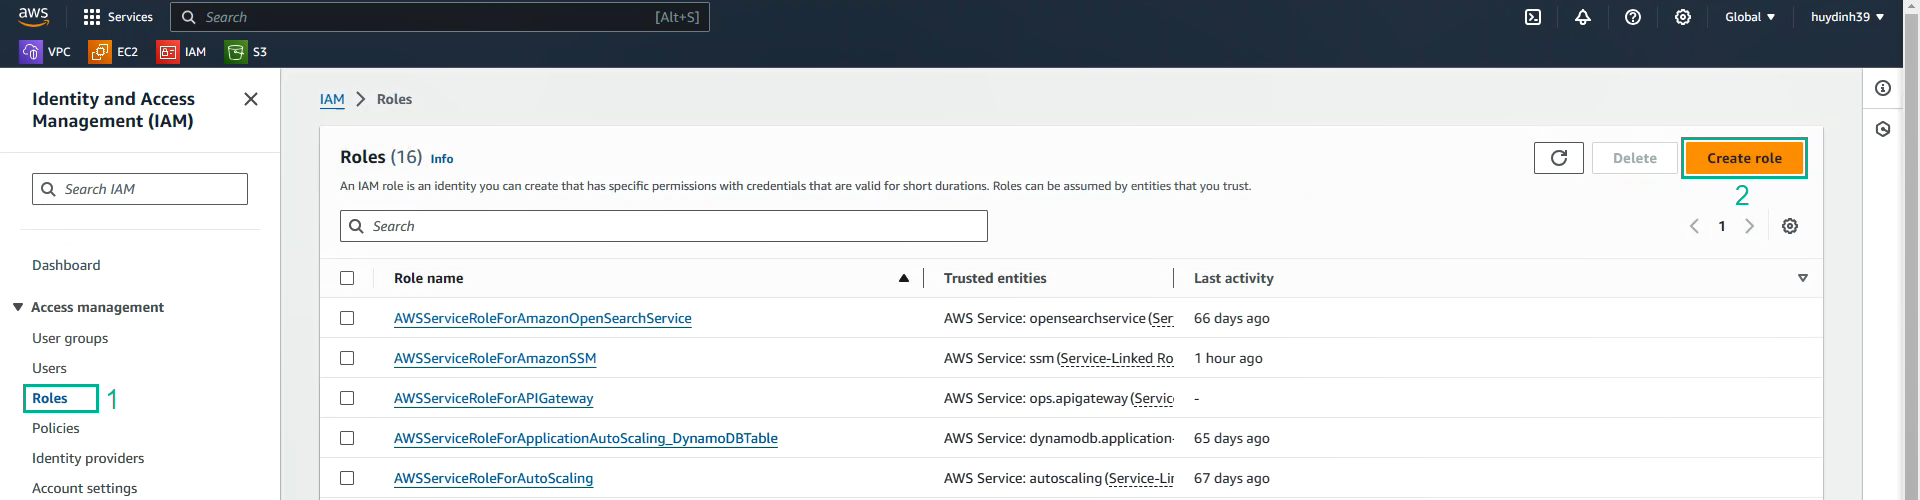 aws Services Search [Alt+S] Global huydinh39
VPC EC2 IAM S3
Identity and Access
Management (IAM)
Search IAM
Dashboard
Access management
User groups
Users
Roles 1
Policies
Identity providers
Account settings
IAM > Roles
Roles (16) Info
Delete
Create role
2
An IAM role is an identity you can create that has specific permissions with credentials that are valid for short durations. Roles can be assumed by entities that you trust.
Search
1
Role name Trusted entities Last activity
AWSServiceRoleForAmazonOpenSearchService AWS Service: opensearchservice (Ser 66 days ago
AWSServiceRoleForAmazonSSM AWS Service: ssm (Service-Linked Ro 1 hour ago
AWSServiceRoleForAPIGateway AWS Service: ops.apigateway (Servic -
AWSServiceRoleForApplicationAutoScaling_DynamoDBTable AWS Service: dynamodb.application- 65 days ago
AWSServiceRoleForAutoScaling AWS Service: autoscaling (Service-Lin 67 days ago